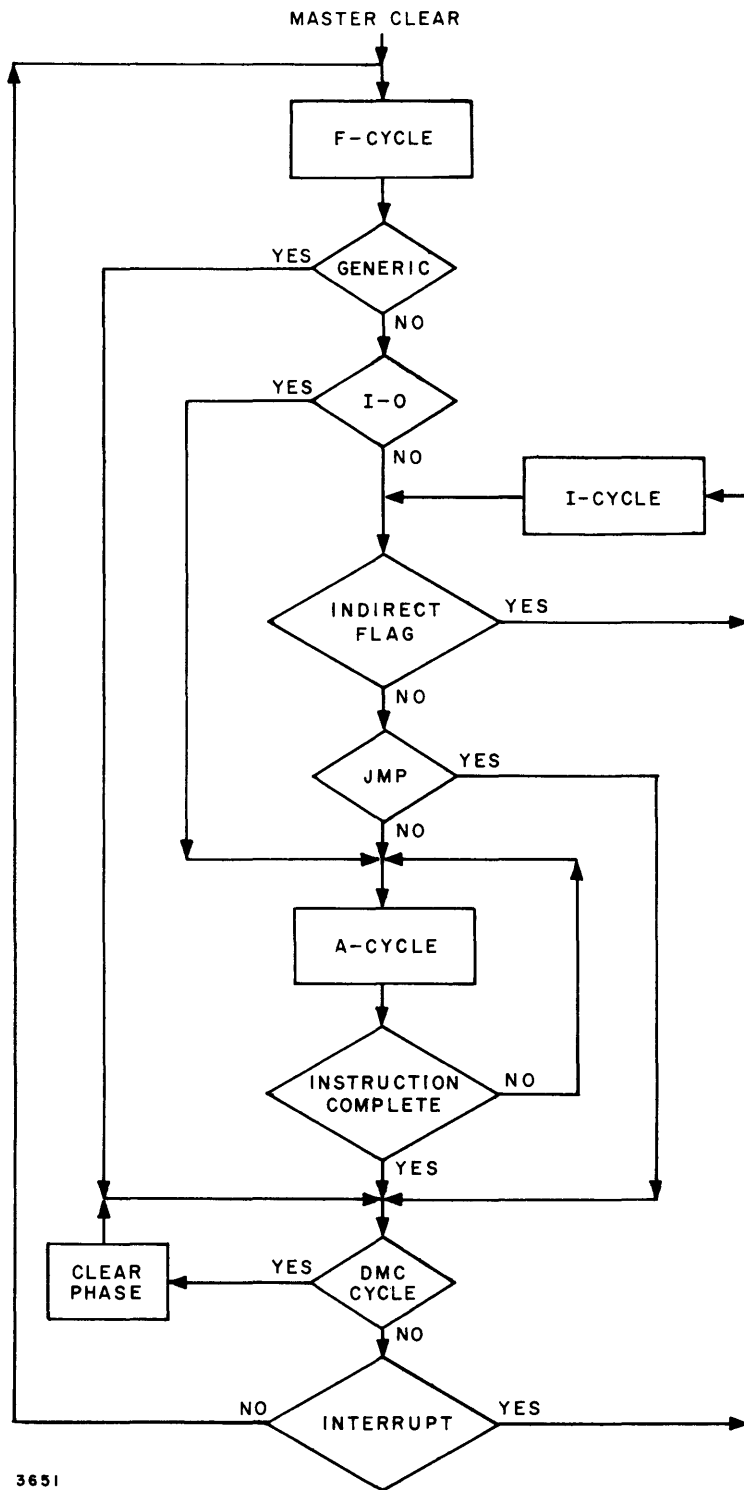 MASTER CLEAR
F-CYCLE
YES
GENERIC
NO
YES
I-O
NO
I-CYCLE
INDIRECT
FLAG
YES
NO
JMP
YES
NO
A-CYCLE
INSTRUCTION
COMPLETE
NO
YES
CLEAR
PHASE
YES
DMC
CYCLE
NO
NO
INTERRUPT
YES
3651